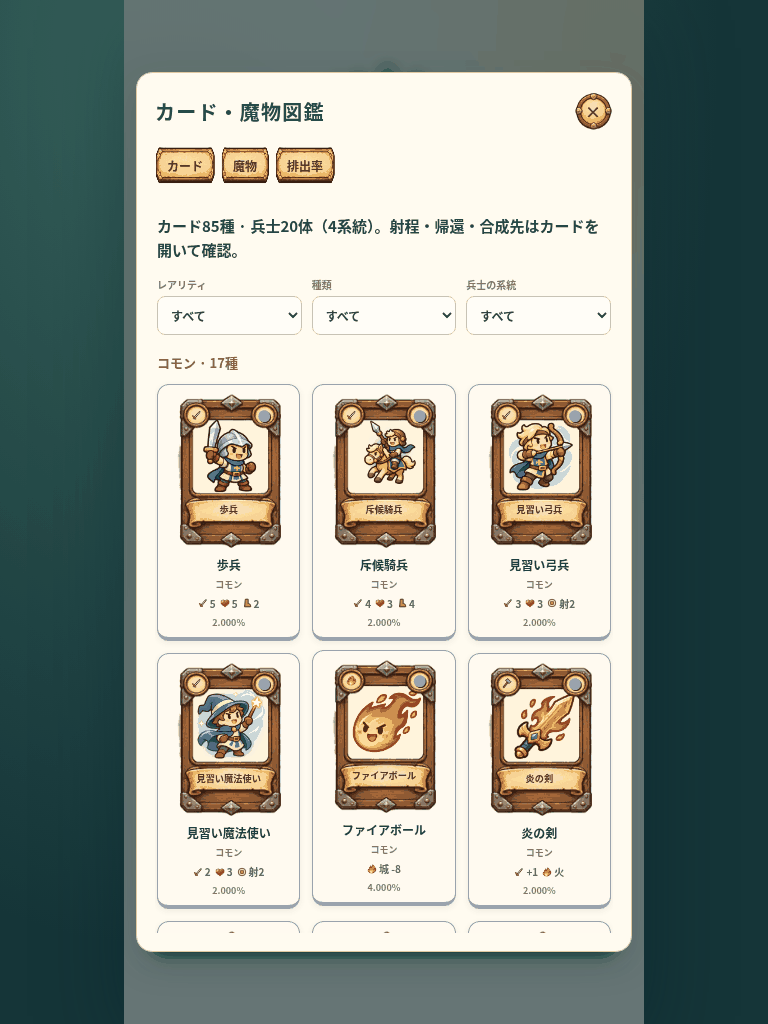 カード・魔物図鑑
カード 魔物 排出率
カード85種・兵士20体（4系統）。射程・帰還・合成先はカードを
開いて確認。
レアリティ 種類 兵士の系統
すべて すべて すべて
コモン・17種
歩兵 斥候騎兵 見習い弓兵
歩兵 斥候騎兵 見習い弓兵
コモン コモン コモン
5 5 2 4 3 4 3 3 射2
2.000% 2.000% 2.000%
見習い魔法使い ファイアボール 炎の剣
見習い魔法使い ファイアボール 炎の剣
コモン コモン コモン
2 3 射2 城 -8 +1 火
2.000% 4.000% 2.000%